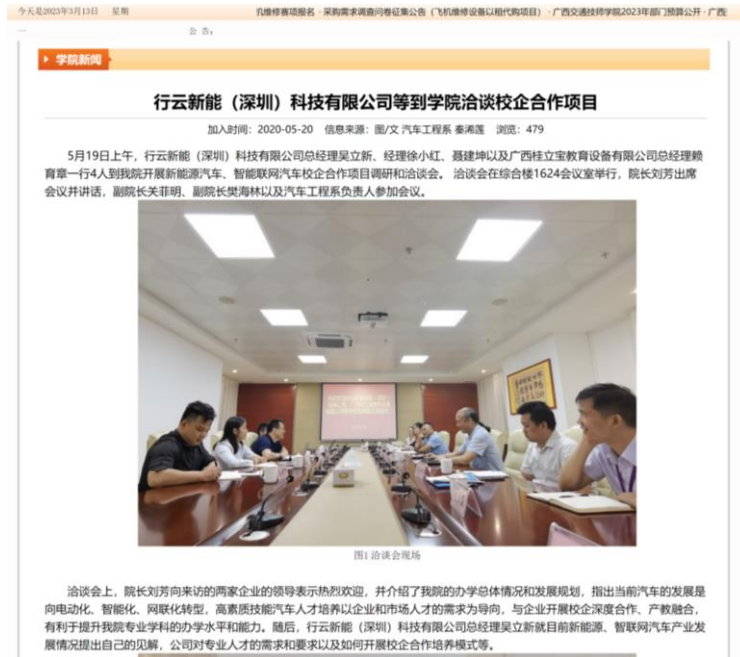 今天是2023年3月13日 星期
机维修赛项报名 · 采购需求调查问卷征集公告（飞机维修设备以租代购项目） · 广西交通技师学院2023年部门预算公开 · 广西
公 告：
学院新闻
行云新能（深圳）科技有限公司等到学院洽谈校企合作项目
加入时间：2020-05-20 信息来源：图/文 汽车工程系 秦浠莲 浏览：479
5月19日上午，行云新能（深圳）科技有限公司总经理吴立新、经理徐小红、聂建坤以及广西桂立宝教育设备有限公司总经理赖
育章一行4人到我院开展新能源汽车、智能联网汽车校企合作项目调研和洽谈会。 洽谈会在综合楼1624会议室举行，院长刘芳出席
会议并讲话，副院长关菲明、副院长樊海林以及汽车工程系负责人参加会议。
图1 洽谈会现场
洽谈会上，院长刘芳向来访的两家企业的领导表示热烈欢迎，并介绍了我院的办学总体情况和发展规划，指出当前汽车的发展是
向电动化、智能化、网联化转型，高素质技能汽车人才培养以企业和市场人才的需求为导向，与企业开展校企深度合作、产教融合，
有利于提升我院专业学科的办学水平和能力。随后，行云新能（深圳）科技有限公司总经理吴立新就目前新能源、智联网汽车产业发
展情况提出自己的见解，公司对专业人才的需求和要求以及如何开展校企合作培养模式等。